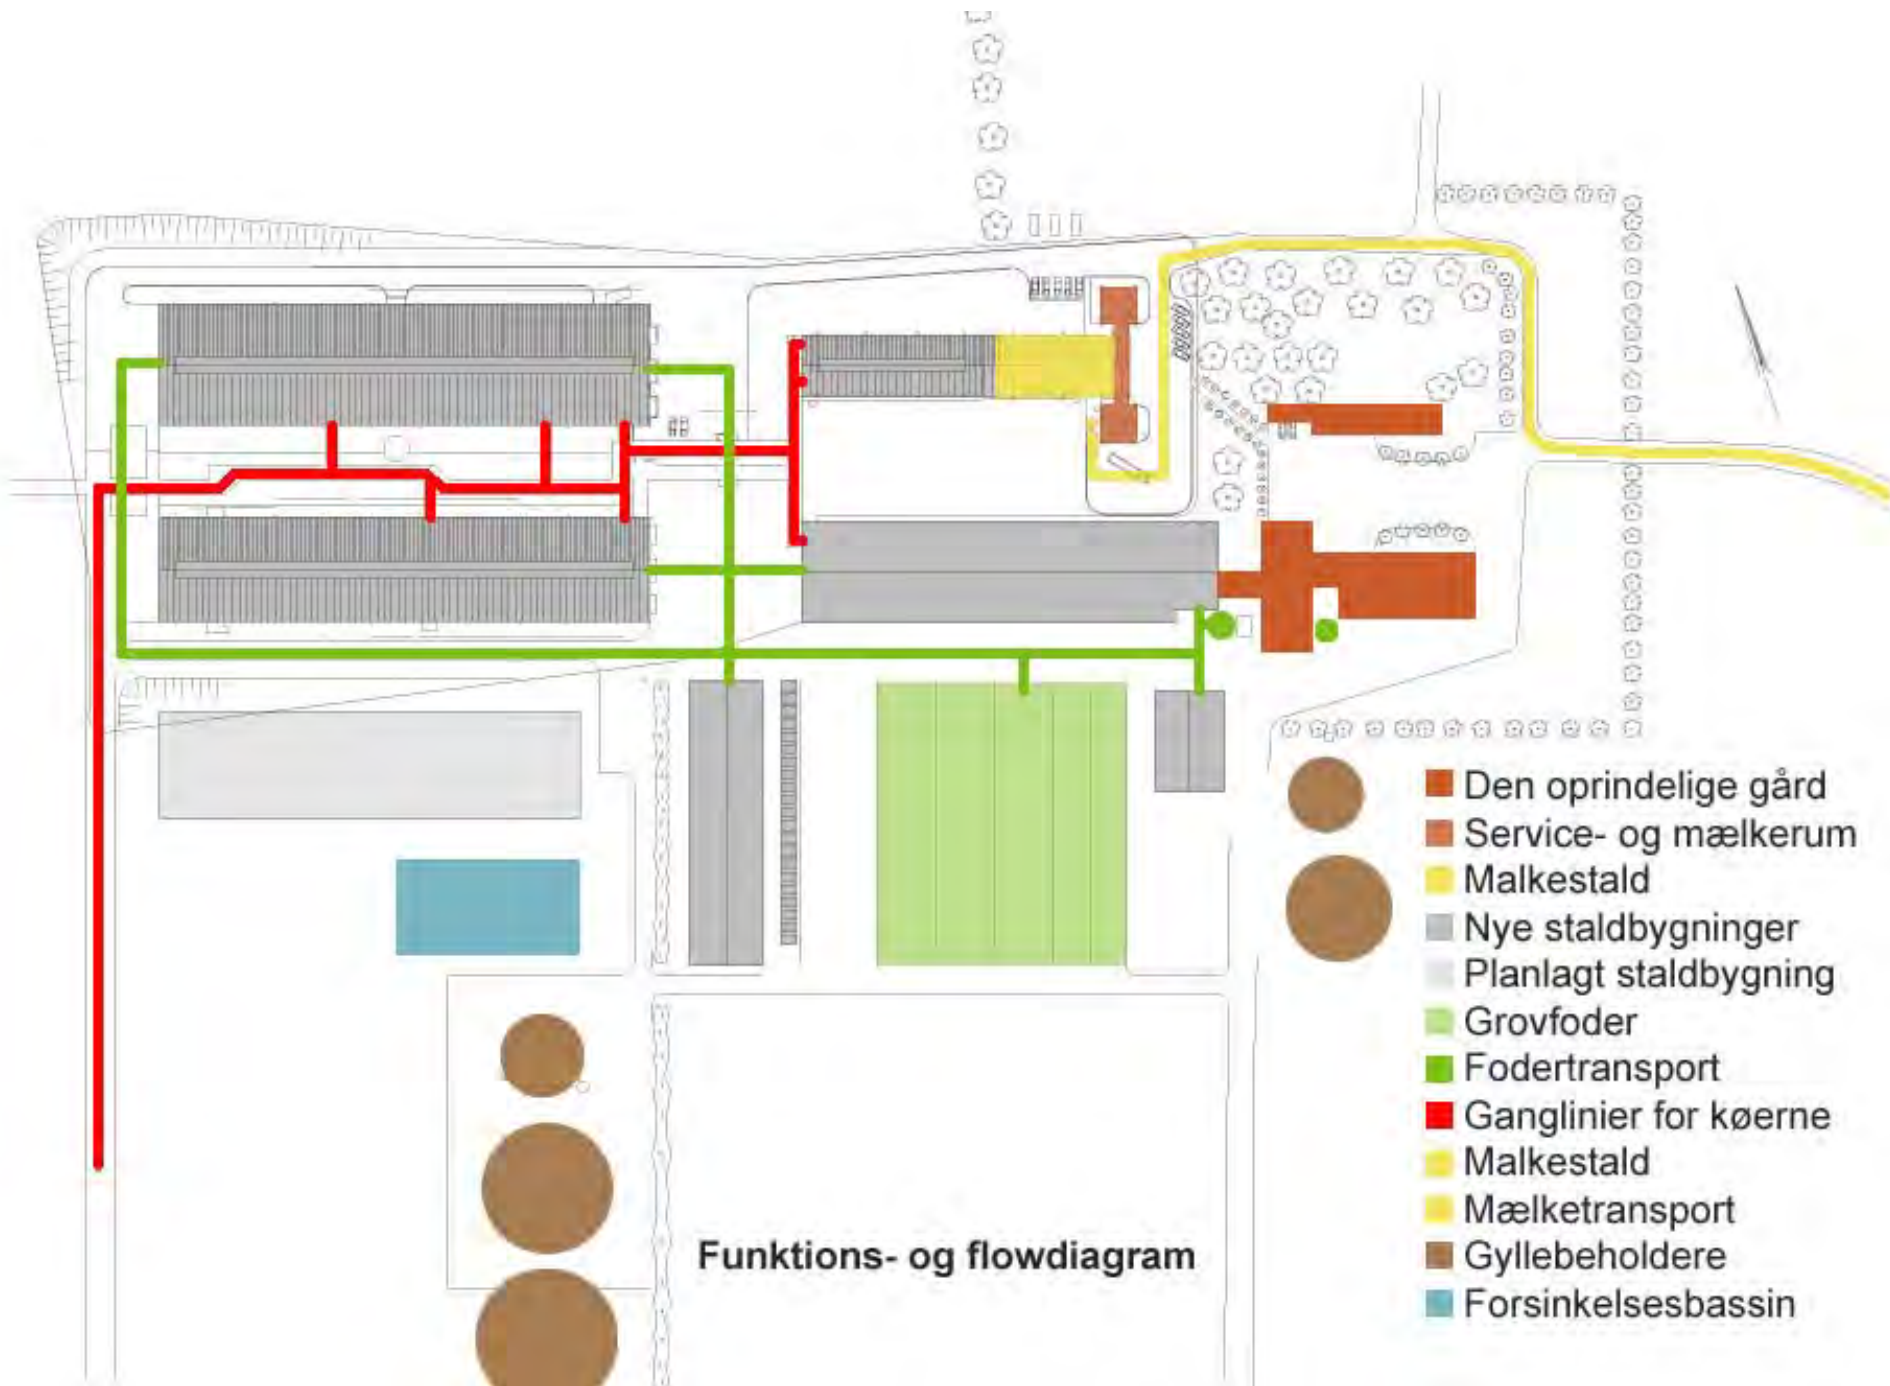 Den oprindelige gård
Service- og mælkerum
Malkestald
Nye staldbygninger
Planlagt staldbygning
Grovfoder
Fodertransport
Ganglinier for køerne
Malkestald
Mælketransport
Gyllebeholdere
Forsinkelsesbassin
Funktions- og flowdiagram